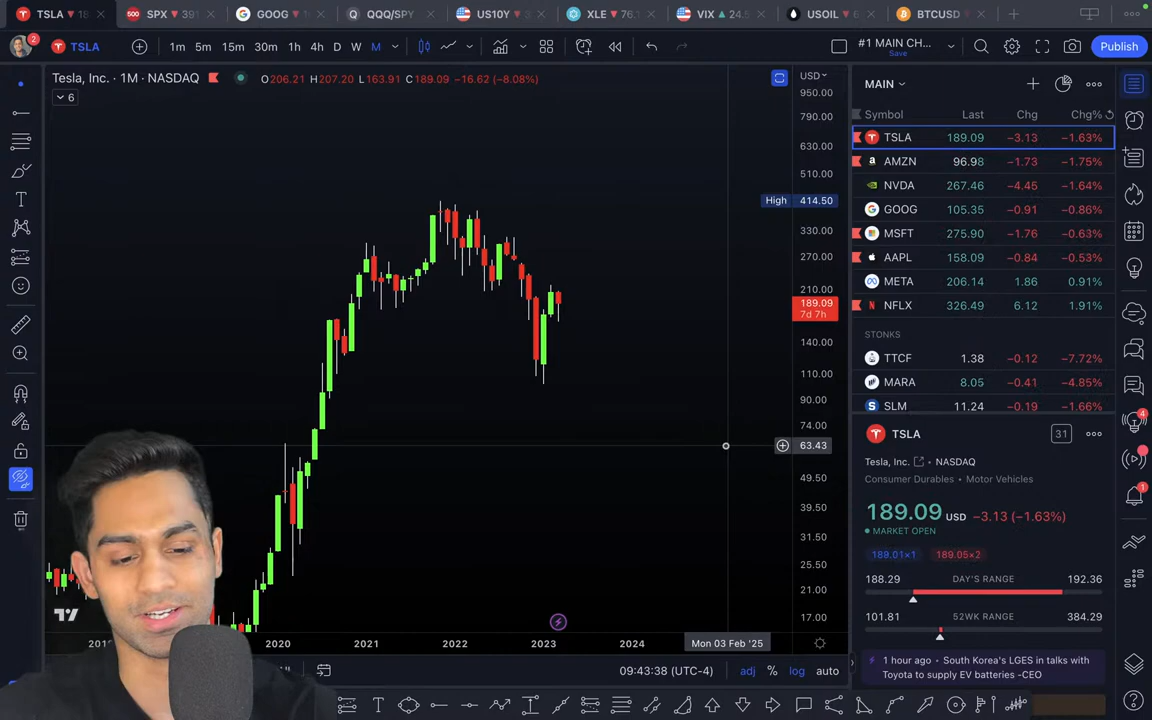 TSLA ▼ 18
SPX ▼ 391
GOOG ▼ 1
QQQ/SPY
US10Y ▼ 3
XLE ▼ 76.
VIX ▲ 24.5
USOIL ▼ 6
BTCUSD
2
TSLA
1m 5m 15m 30m 1h 4h D W M
#1 MAIN CH...
Save
Publish
Tesla, Inc. · 1M · NASDAQ
O206.21 H207.20 L163.91 C189.09 −16.62 (−8.08%)
6
USD
950.00
790.00
630.00
510.00
High 414.50
330.00
270.00
210.00
189.09
7d 7h
140.00
110.00
90.00
74.00
63.43
49.50
39.50
31.50
25.50
21.00
17.00
2020 2021 2022 2023 2024 Mon 03 Feb '25
09:43:38 (UTC-4) adj % log auto
MAIN
Symbol Last Chg Chg%
TSLA 189.09 −3.13 −1.63%
AMZN 96.98 −1.73 −1.75%
NVDA 267.46 −4.45 −1.64%
GOOG 105.35 −0.91 −0.86%
MSFT 275.90 −1.76 −0.63%
AAPL 158.09 −0.84 −0.53%
META 206.14 1.86 0.91%
NFLX 326.49 6.12 1.91%
STONKS
TTCF 1.38 −0.12 −7.72%
MARA 8.05 −0.41 −4.85%
SLM 11.24 −0.19 −1.66%
TSLA
31
Tesla, Inc. • NASDAQ
Consumer Durables • Motor Vehicles
189.09 USD −3.13 (−1.63%)
MARKET OPEN
189.01×1 189.05×2
188.29 DAY'S RANGE 192.36
101.81 52WK RANGE 384.29
1 hour ago • South Korea's LGES in talks with
Toyota to supply EV batteries -CEO
4
1